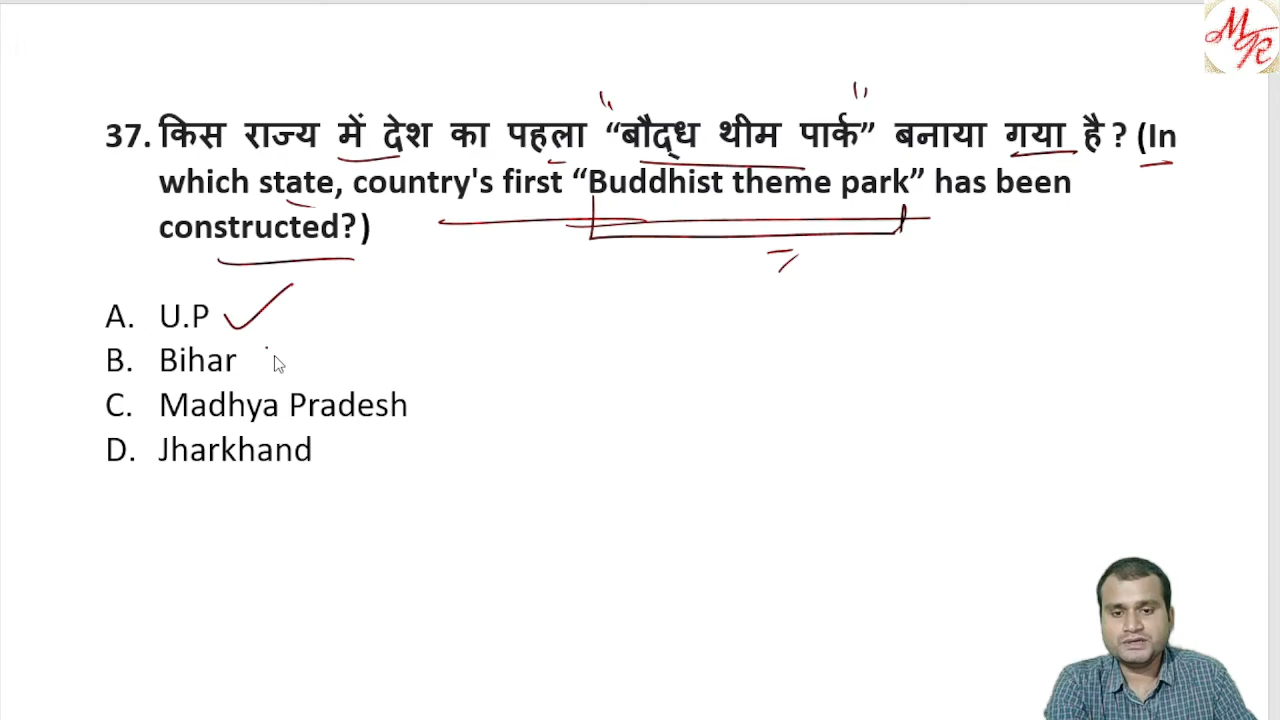 MR
37. किस राज्य में देश का पहला “बौद्ध थीम पार्क” बनाया गया है ? (In
which state, country's first “Buddhist theme park” has been
constructed?)
A. U.P
B. Bihar
C. Madhya Pradesh
D. Jharkhand